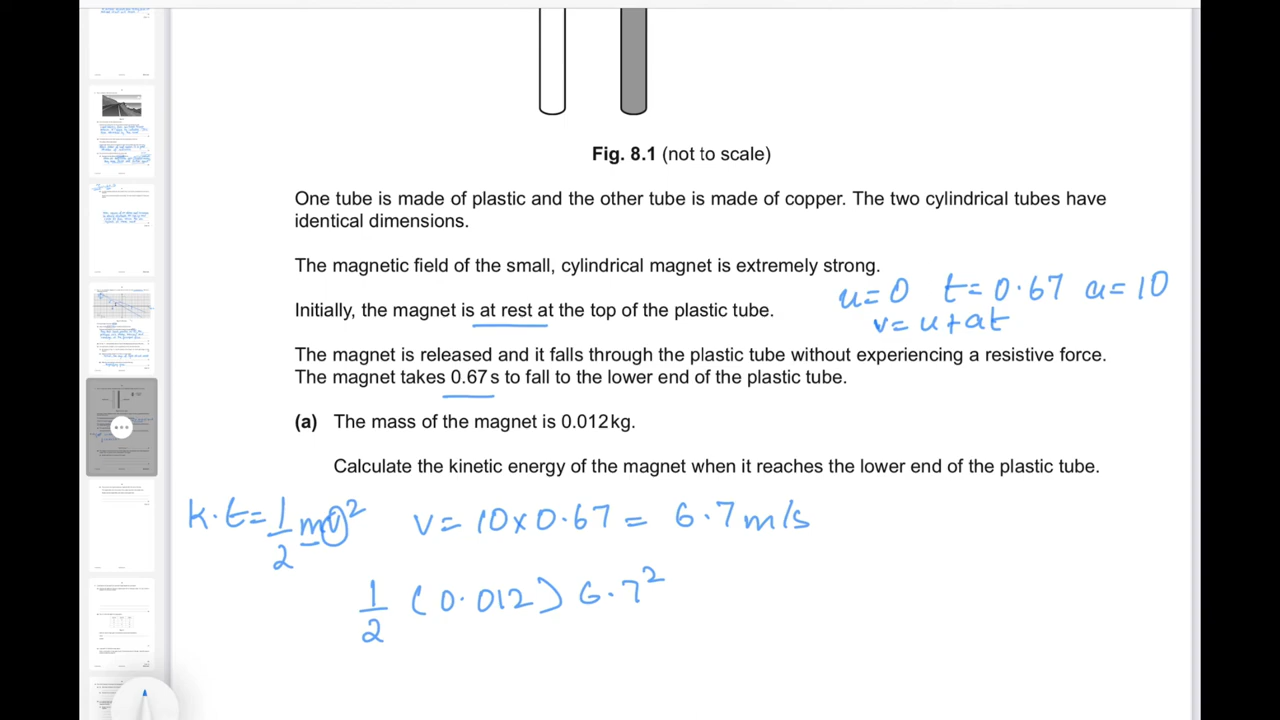 Fig. 8.1 (not to scale)
One tube is made of plastic and the other tube is made of copper. The two cylindrical tubes have
identical dimensions.
The magnetic field of the small, cylindrical magnet is extremely strong.
u=0 t=0.67 a=10
Initially, the magnet is at rest at the top of the plastic tube.
v=u+at
The magnet is released and it falls through the plastic tube without experiencing a resistive force.
The magnet takes 0.67 s to fall to the lower end of the plastic tube.
(a) The mass of the magnet is 0.012 kg.
Calculate the kinetic energy of the magnet when it reaches the lower end of the plastic tube.
K.E=1/2 mv² v=10×0.67=6.7m/s
1/2 (0.012) 6.7²